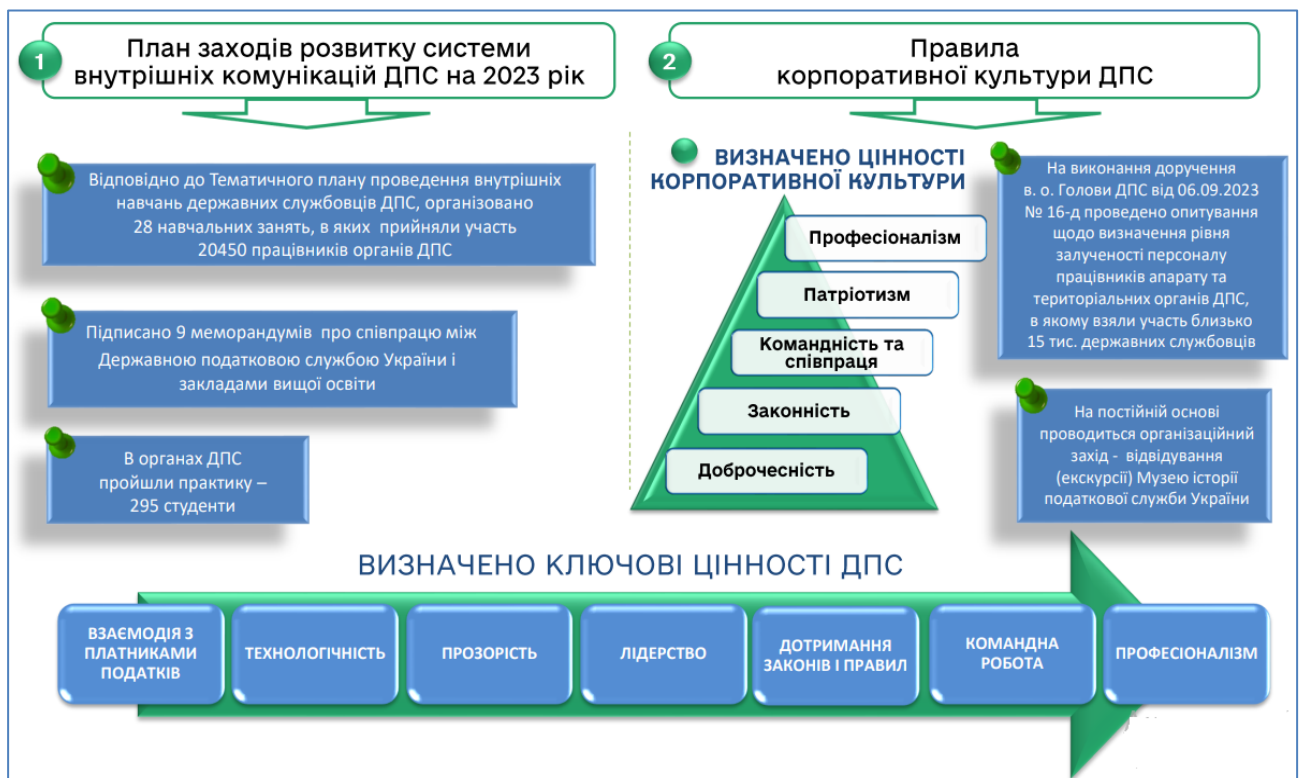 1
План заходів розвитку системи
внутрішніх комунікацій ДПС на 2023 рік
2
Правила
корпоративної культури ДПС
Відповідно до Тематичного плану проведення внутрішніх
навчань державних службовців ДПС, організовано
28 навчальних занять, в яких прийняли участь
20450 працівників органів ДПС
Підписано 9 меморандумів про співпрацю між
Державною податковою службою України і
закладами вищої освіти
В органах ДПС
пройшли практику –
295 студенти
ВИЗНАЧЕНО ЦІННОСТІ
КОРПОРАТИВНОЇ КУЛЬТУРИ
Професіоналізм
Патріотизм
Командність та
співпраця
Законність
Доброчесність
На виконання доручення
в. о. Голови ДПС від 06.09.2023
№ 16-д проведено опитування
щодо визначення рівня
залученості персоналу
працівників апарату та
територіальних органів ДПС,
в якому взяли участь близько
15 тис. державних службовців
На постійній основі
проводиться організаційний
захід - відвідування
(екскурсії) Музею історії
податкової служби України
ВИЗНАЧЕНО КЛЮЧОВІ ЦІННОСТІ ДПС
ВЗАЄМОДІЯ З
ПЛАТНИКАМИ
ПОДАТКІВ
ТЕХНОЛОГІЧНІСТЬ
ПРОЗОРІСТЬ
ЛІДЕРСТВО
ДОТРИМАННЯ
ЗАКОНІВ І ПРАВИЛ
КОМАНДНА
РОБОТА
ПРОФЕСІОНАЛІЗМ